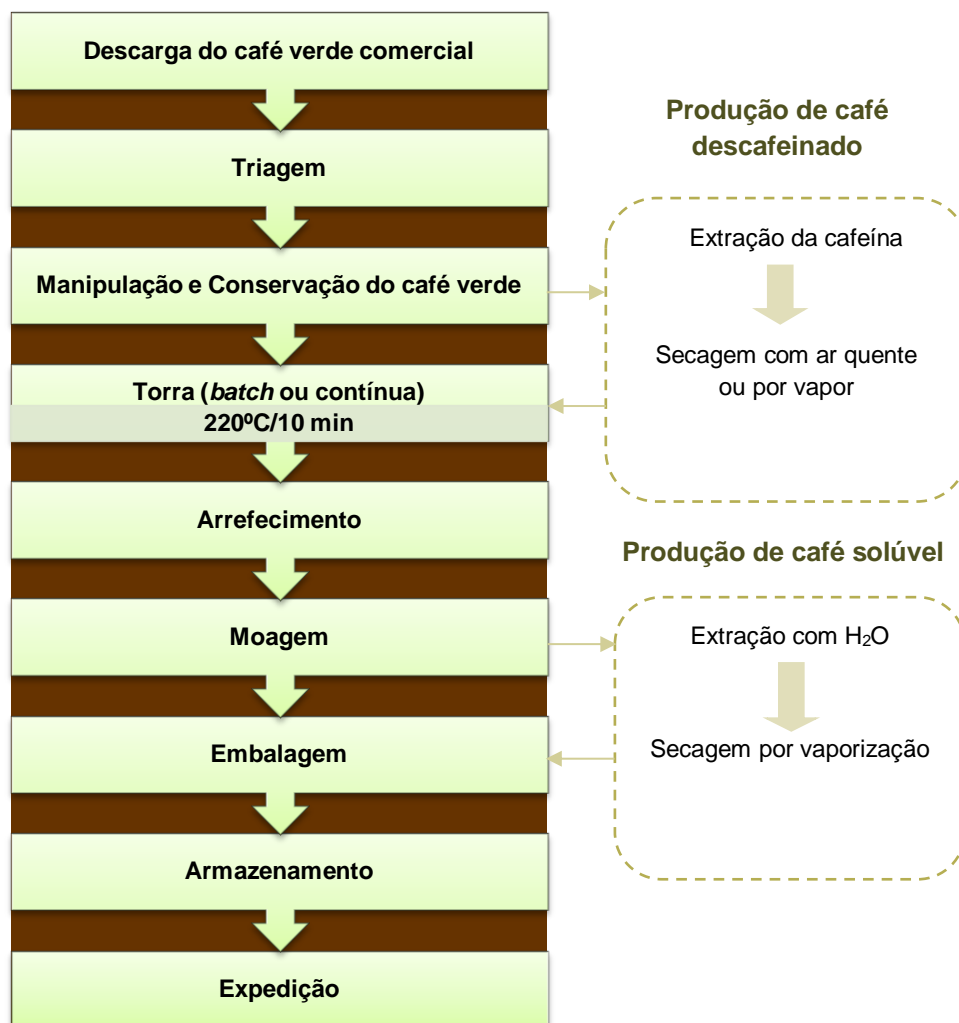 Descarga do café verde comercial
Triagem
Manipulação e Conservação do café verde
Torra (batch ou contínua)
220ºC/10 min
Arrefecimento
Moagem
Embalagem
Armazenamento
Expedição
Produção de café
descafeinado
Extração da cafeína
Secagem com ar quente
ou por vapor
Produção de café solúvel
Extração com H₂O
Secagem por vaporização